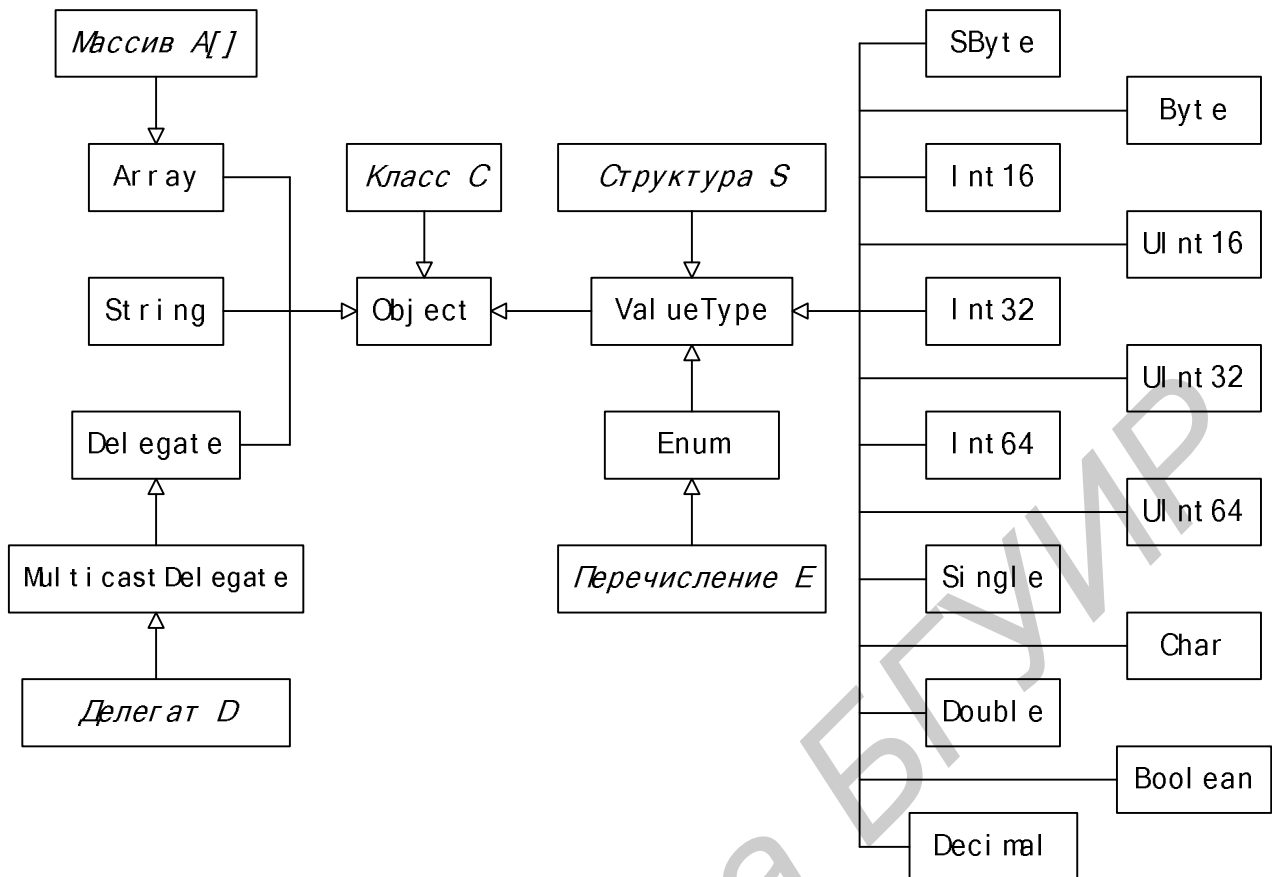 Массив A[]
SByte
Byte
Array
Класс C
Структура S
Int16
UInt16
String
Object
ValueType
Int32
UInt32
Delegate
Enum
Int64
UInt64
MulticastDelegate
Перечисление E
Single
Char
Делегат D
Double
Boolean
Decimal
а БГУИР